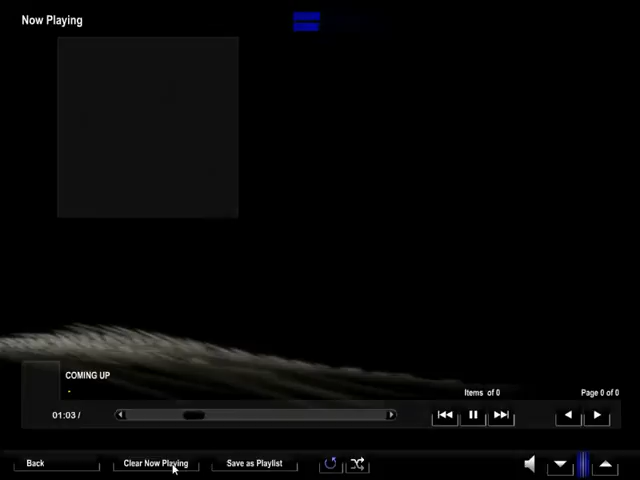 Now Playing
COMING UP
-
Items of 0
Page 0 of 0
01:03 /
Back
Clear Now Playing
Save as Playlist